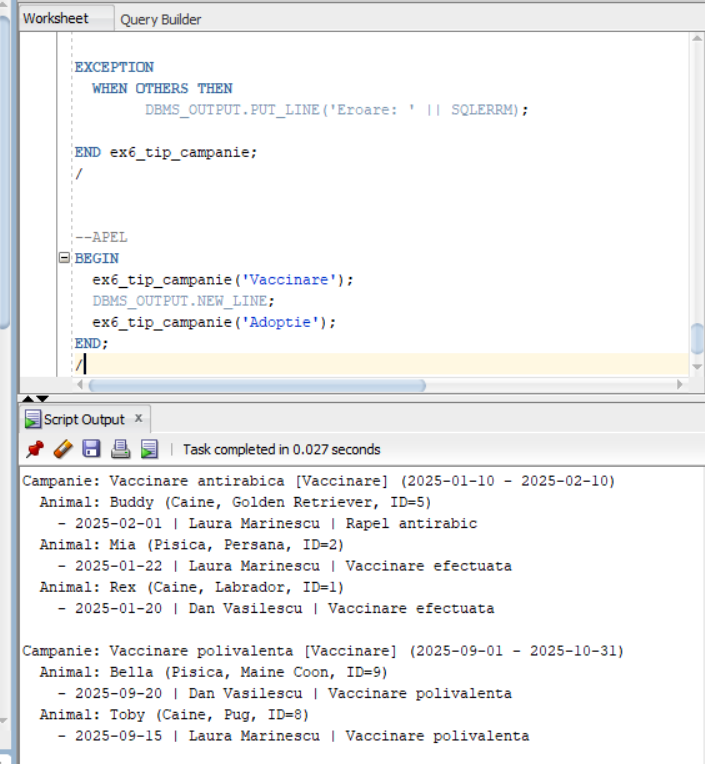 Worksheet Query Builder
EXCEPTION
WHEN OTHERS THEN
DBMS_OUTPUT.PUT_LINE('Eroare: ' || SQLERRM);
END ex6_tip_campanie;
/
--APEL
BEGIN
ex6_tip_campanie('Vaccinare');
DBMS_OUTPUT.NEW_LINE;
ex6_tip_campanie('Adoptie');
END;
/
Script Output x
Task completed in 0.027 seconds
Campanie: Vaccinare antirabica [Vaccinare] (2025-01-10 - 2025-02-10)
Animal: Buddy (Caine, Golden Retriever, ID=5)
- 2025-02-01 | Laura Marinescu | Rapel antirabic
Animal: Mia (Pisica, Persana, ID=2)
- 2025-01-22 | Laura Marinescu | Vaccinare efectuata
Animal: Rex (Caine, Labrador, ID=1)
- 2025-01-20 | Dan Vasilescu | Vaccinare efectuata
Campanie: Vaccinare polivalenta [Vaccinare] (2025-09-01 - 2025-10-31)
Animal: Bella (Pisica, Maine Coon, ID=9)
- 2025-09-20 | Dan Vasilescu | Vaccinare polivalenta
Animal: Toby (Caine, Pug, ID=8)
- 2025-09-15 | Laura Marinescu | Vaccinare polivalenta